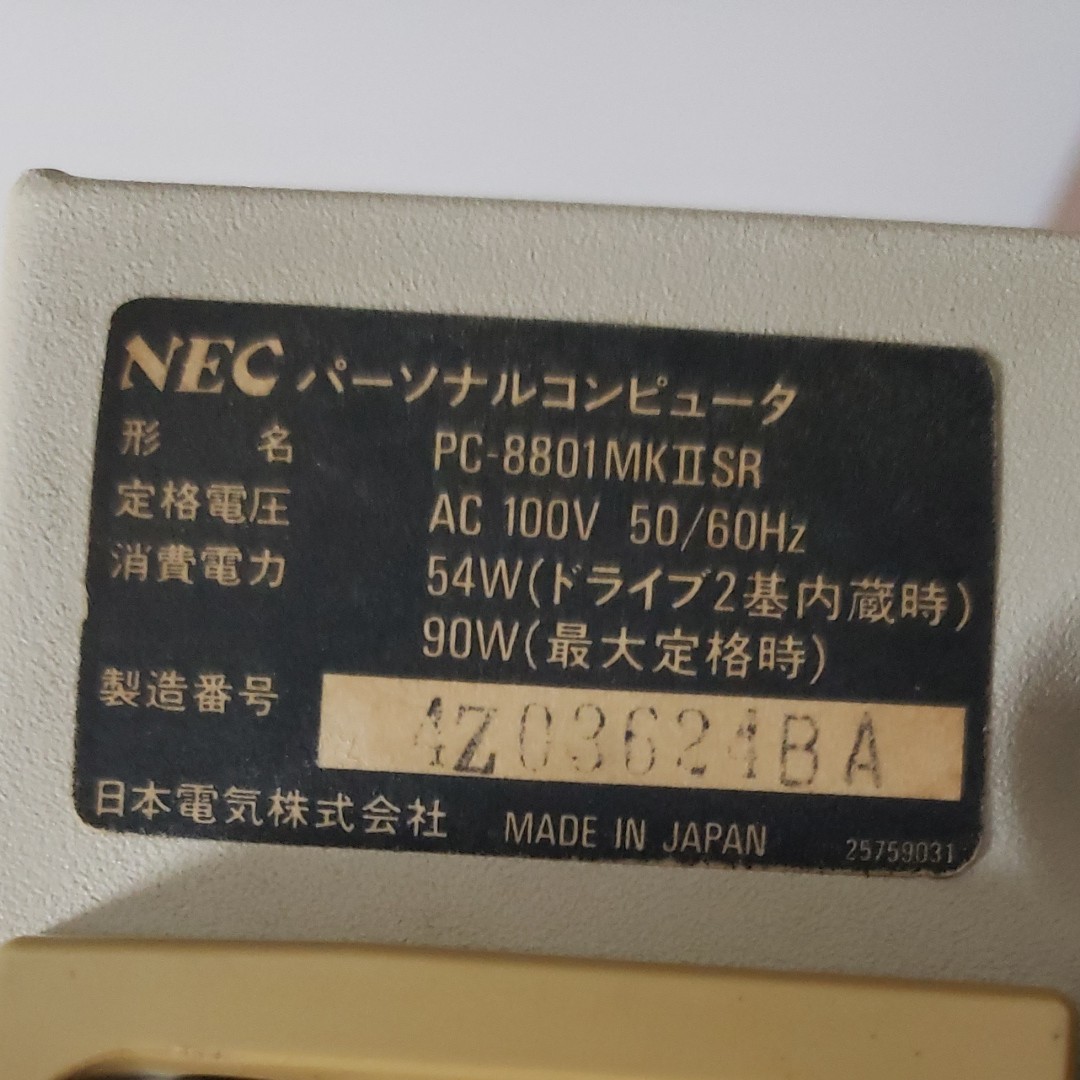 NEC パーソナルコンピュータ
形 名 PC-8801MKⅡSR
定格電圧 AC 100V 50/60Hz
消費電力 54W(ドライブ2基内蔵時)
90W(最大定格時)
製造番号 4Z03624BA
日本電気株式会社 MADE IN JAPAN 25759031